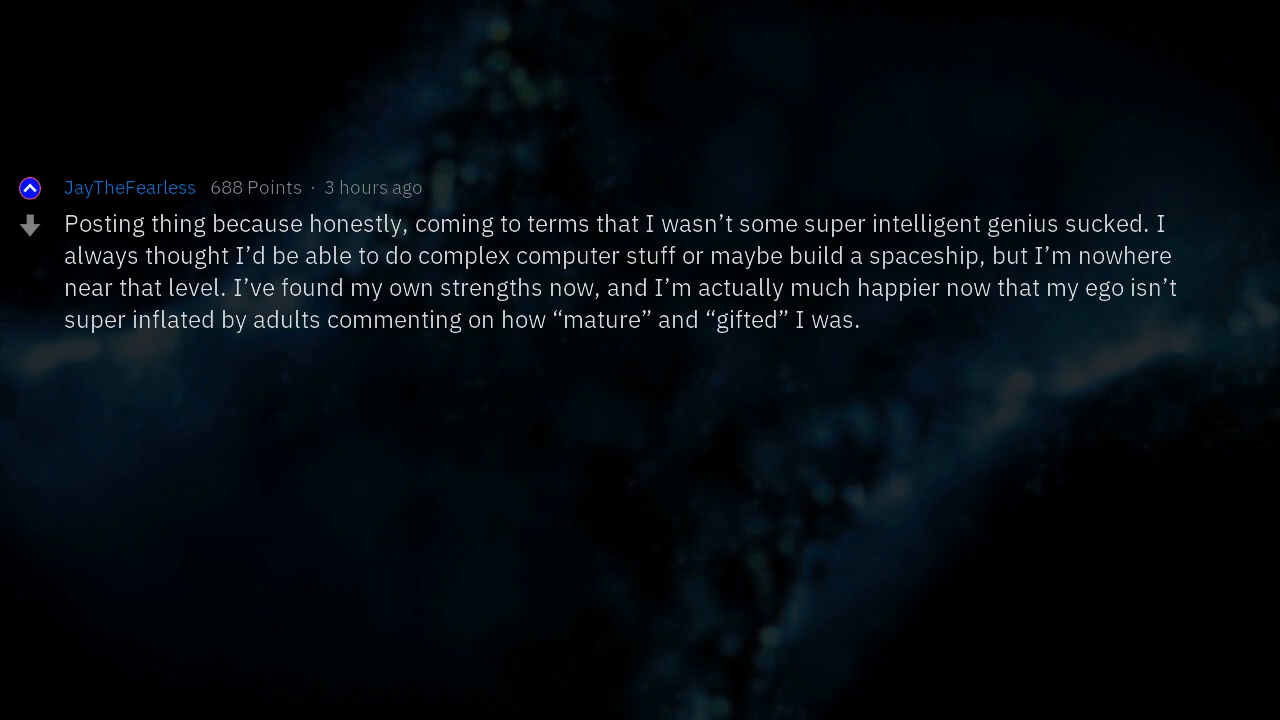 JayTheFearless 688 Points · 3 hours ago
Posting thing because honestly, coming to terms that I wasn’t some super intelligent genius sucked. I
always thought I’d be able to do complex computer stuff or maybe build a spaceship, but I’m nowhere
near that level. I’ve found my own strengths now, and I’m actually much happier now that my ego isn’t
super inflated by adults commenting on how “mature” and “gifted” I was.